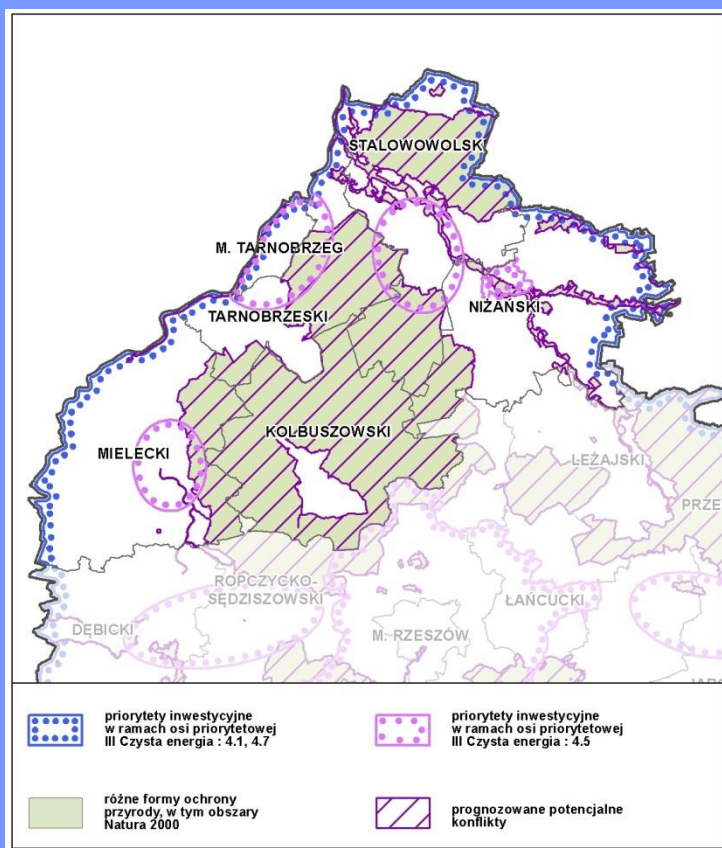 STALOWOWOLSK
M. TARNOBRZEG
TARNOBRZESKI
NIŻAŃSKI
KOLBUSZOWSKI
MIELECKI
LEŻAJSKI
PRZE
ROPCZYCKO-
SĘDZISZOWSKI
ŁAŃCUCKI
DĘBICKI
M. RZESZÓW
priorytety inwestycyjne
w ramach osi priorytetowej
III Czysta energia : 4.1, 4.7
priorytety inwestycyjne
w ramach osi priorytetowej
III Czysta energia : 4.5
różne formy ochrony
przyrody, w tym obszary
Natura 2000
prognozowane potencjalne
konflikty